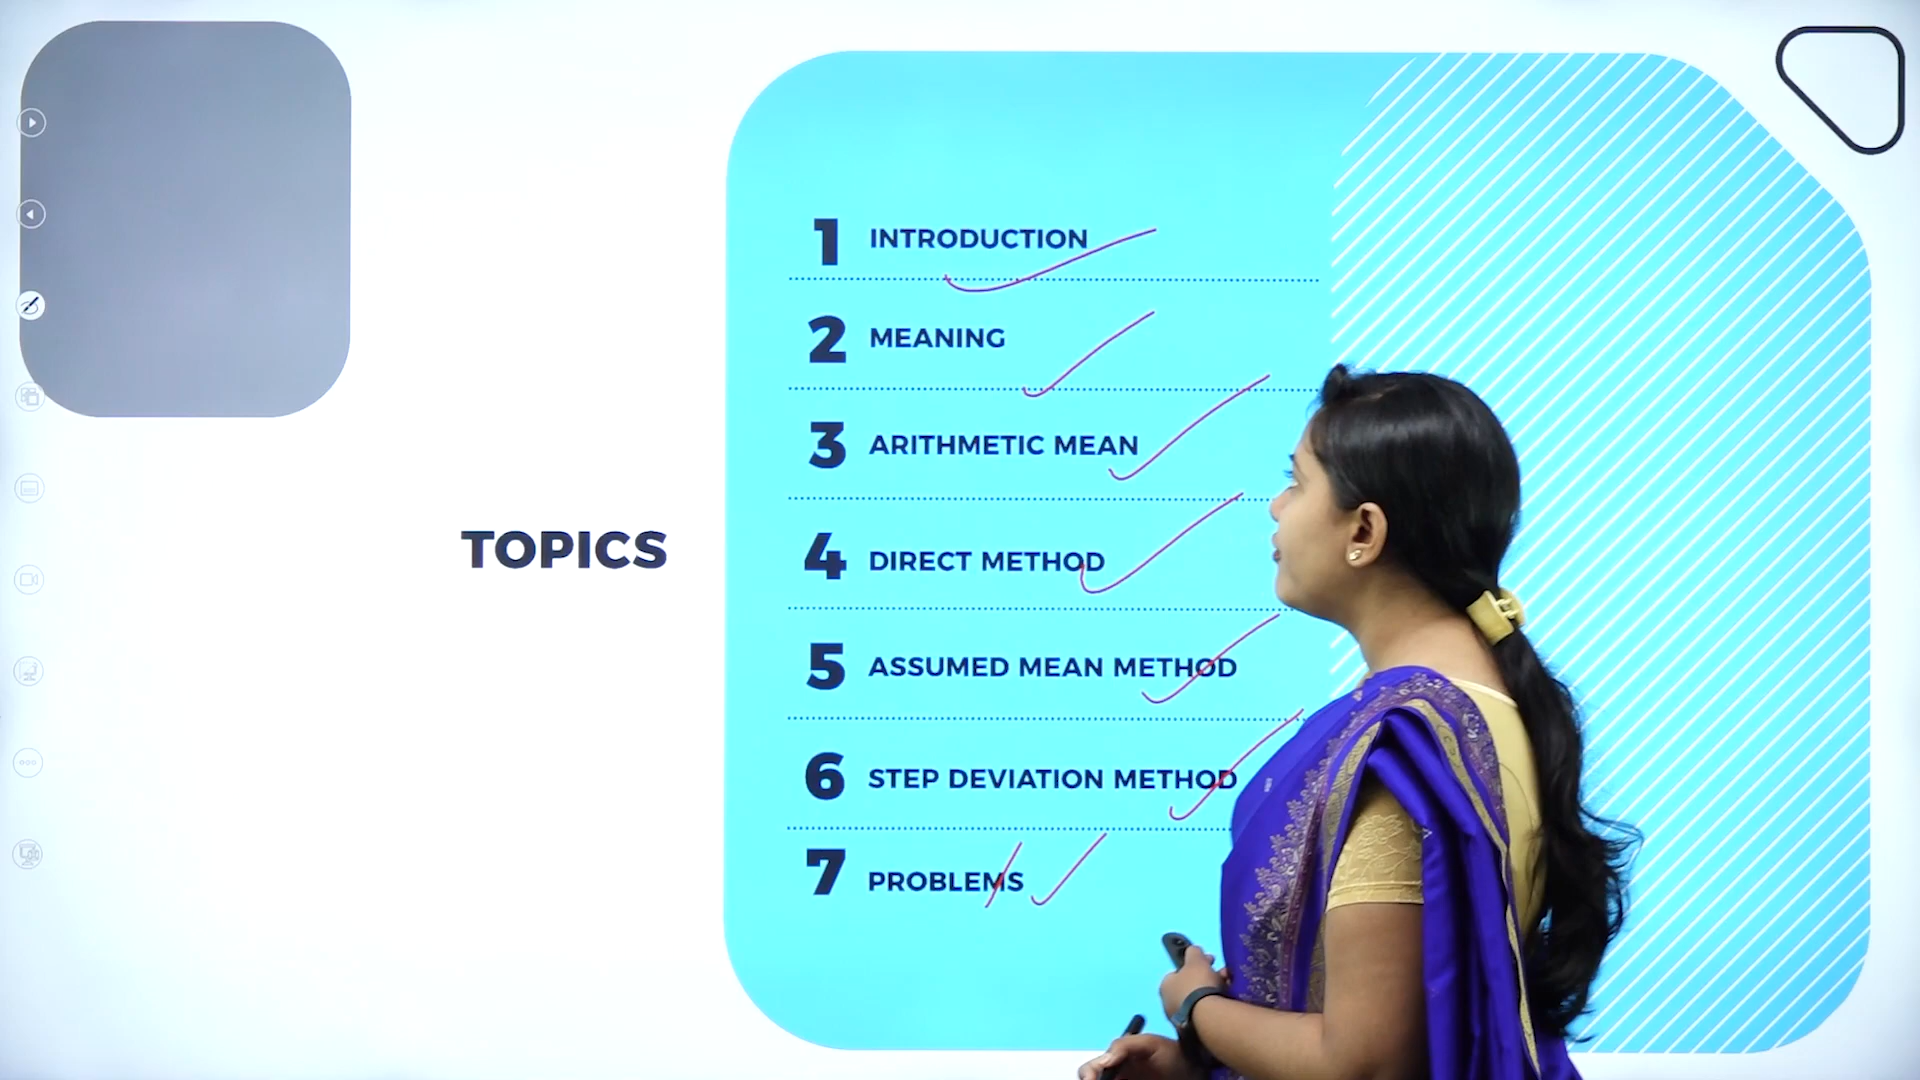 TOPICS
1 INTRODUCTION
2 MEANING
3 ARITHMETIC MEAN
4 DIRECT METHOD
5 ASSUMED MEAN METHOD
6 STEP DEVIATION METHOD
7 PROBLEMS